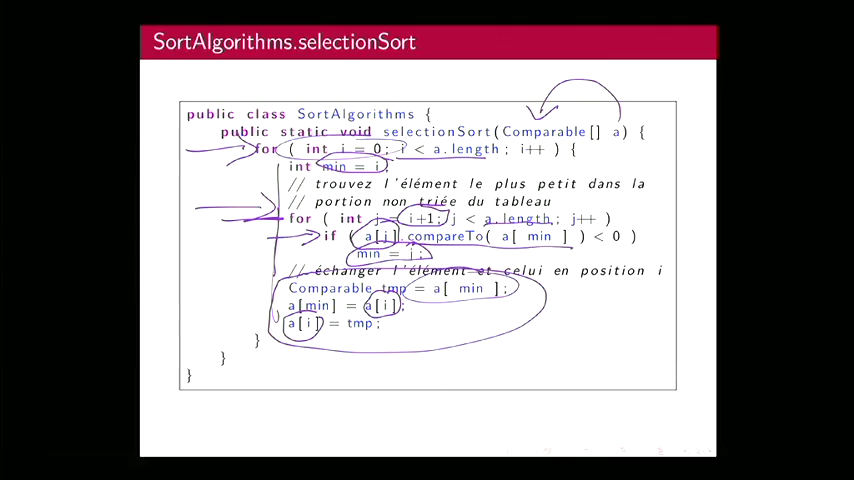 SortAlgorithms.selectionSort
public class SortAlgorithms {
public static void selectionSort(Comparable[] a) {
for ( int i = 0; i < a.length ; i++ ) {
int min = i;
// trouvez l'élément le plus petit dans la
// portion non triée du tableau
for ( int j = i+1; j < a.length; j++ )
if ( a[j].compareTo( a[ min ] ) < 0 )
min = j;
// échanger l'élément et celui en position i
Comparable tmp = a[ min ];
a[min] = a[i];
a[i] = tmp;
}
}
}